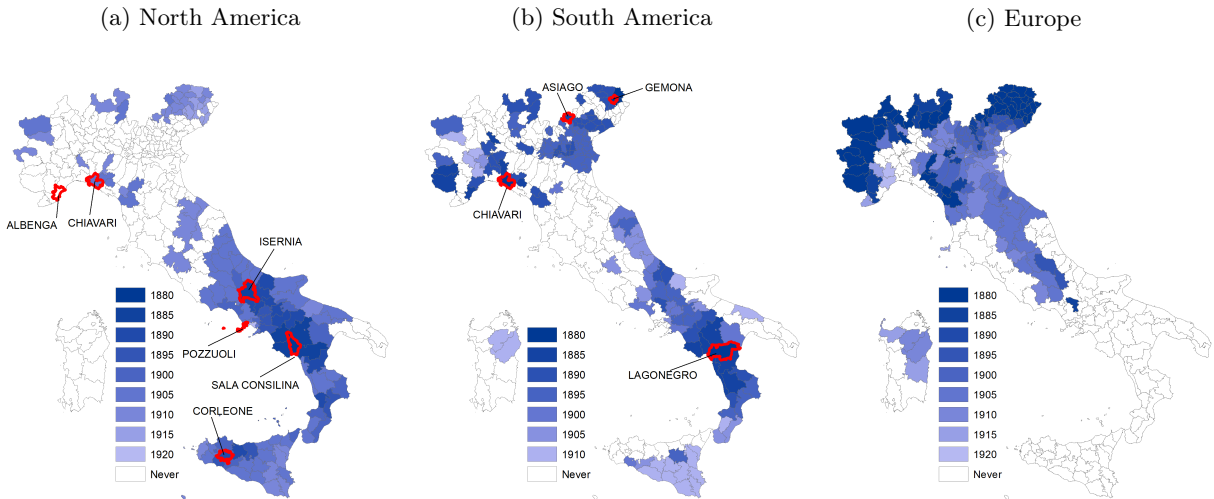 (a) North America
ALBENGA
CHIAVARI
ISERNIA
POZZUOLI
SALA CONSILINA
CORLEONE
1880
1885
1890
1895
1900
1905
1910
1915
1920
Never
(b) South America
ASIAGO
GEMONA
CHIAVARI
LAGONEGRO
1880
1885
1890
1895
1900
1905
1910
Never
(c) Europe
1880
1885
1890
1895
1900
1905
1910
1915
1920
Never